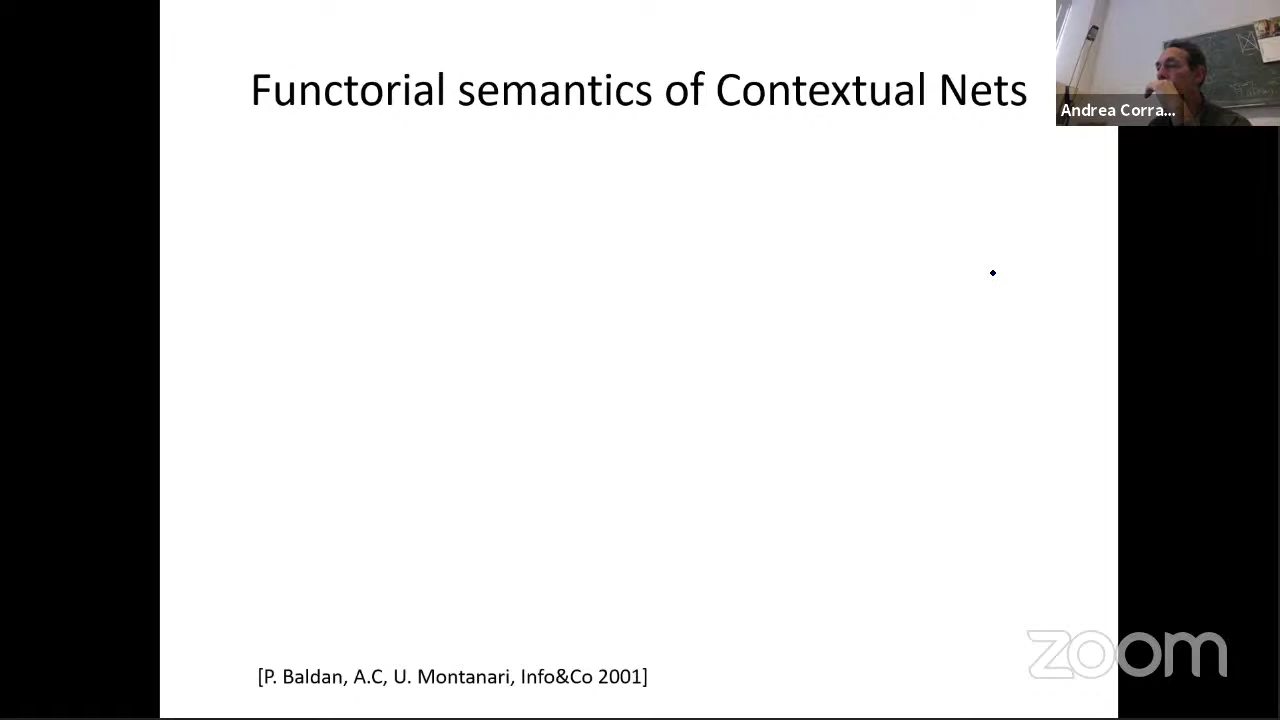 Functorial semantics of Contextual Nets
Andrea Corra...
[P. Baldan, A.C, U. Montanari, Info&Co 2001]
zoom